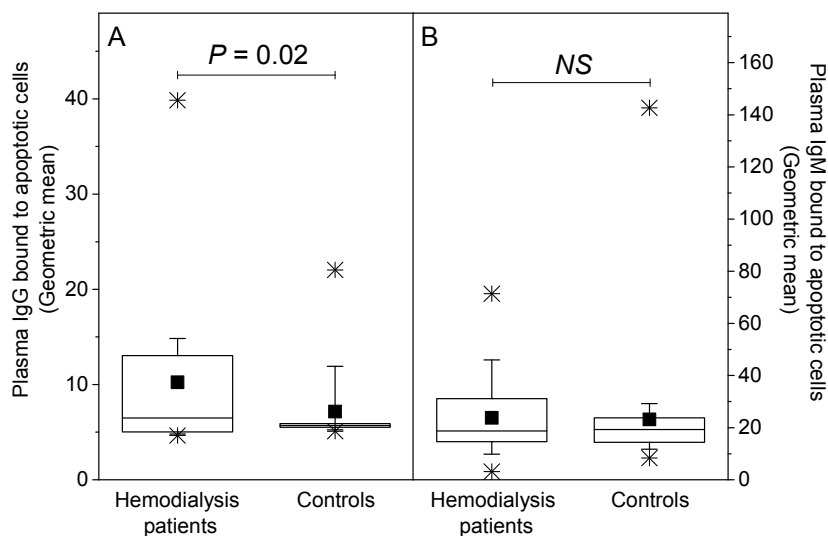 A
B
P = 0.02
NS
Plasma IgG bound to apoptotic cells
(Geometric mean)
40
30
20
10
0
160
140
120
100
80
60
40
20
0
Plasma IgM bound to apoptotic cells
(Geometric mean)
Hemodialysis
patients
Controls
Hemodialysis
patients
Controls